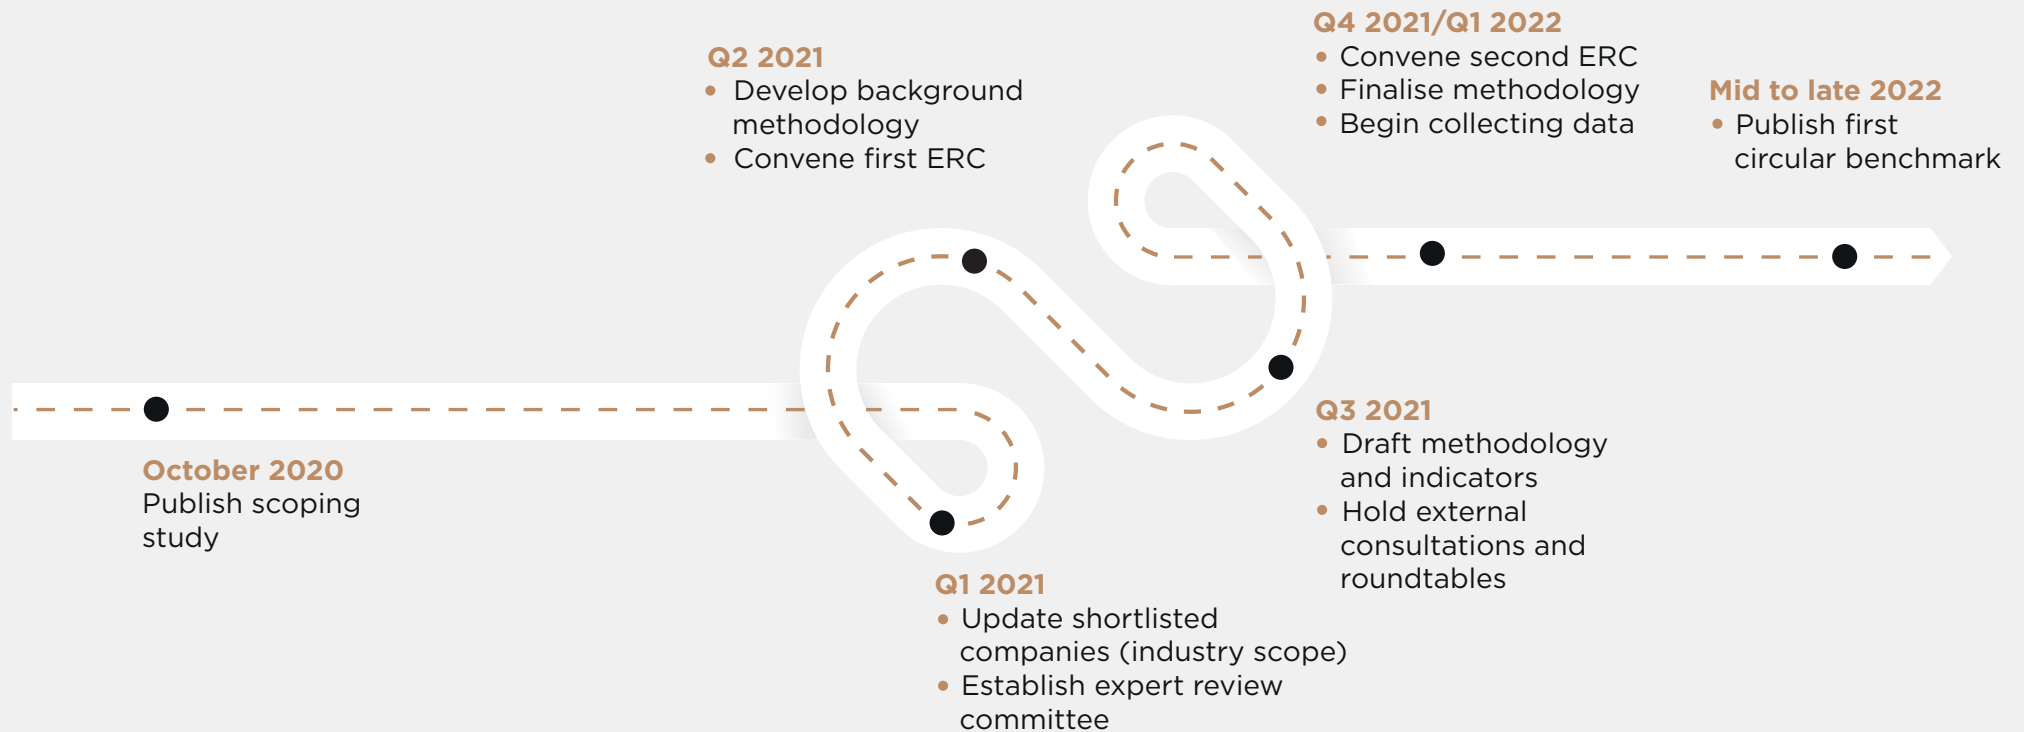 October 2020
Publish scoping
study
Q1 2021
• Update shortlisted
companies (industry scope)
• Establish expert review
committee
Q2 2021
• Develop background
methodology
• Convene first ERC
Q3 2021
• Draft methodology
and indicators
• Hold external
consultations and
roundtables
Q4 2021/Q1 2022
• Convene second ERC
• Finalise methodology
• Begin collecting data
Mid to late 2022
• Publish first
circular benchmark